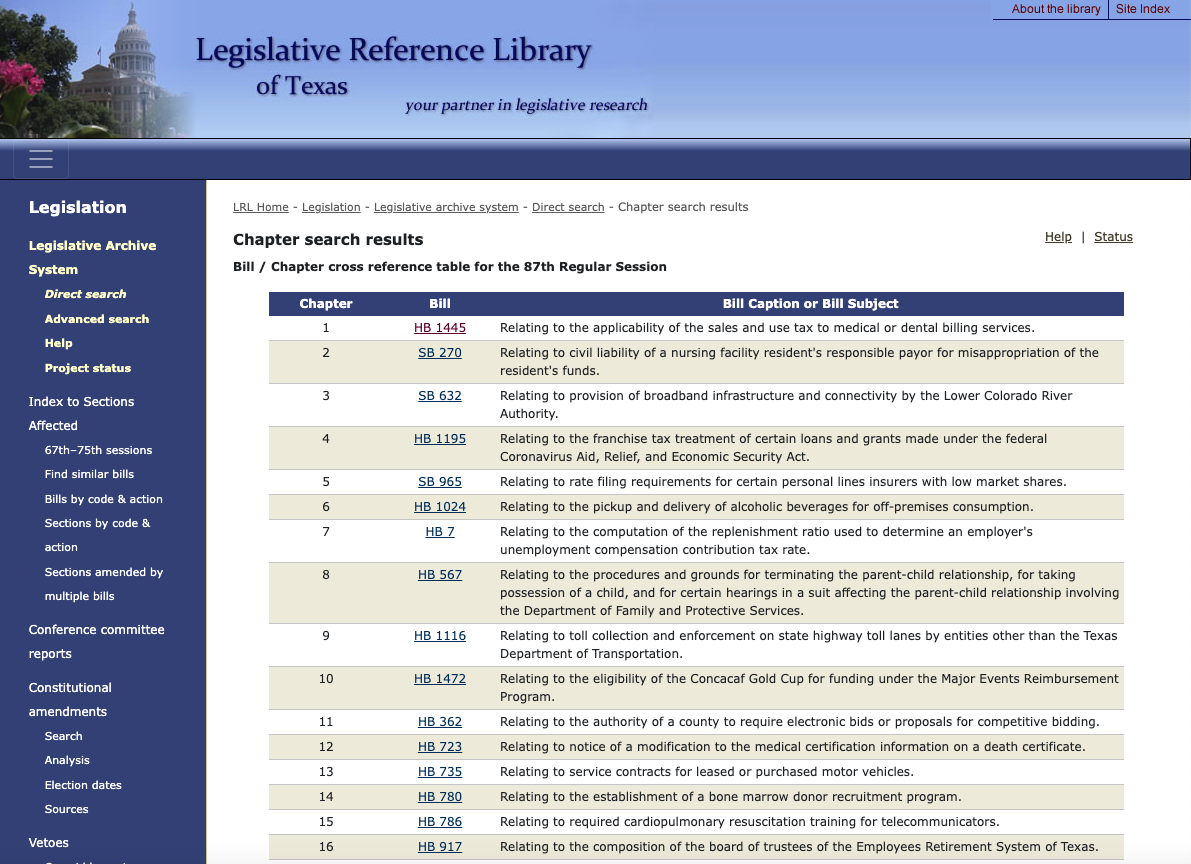 About the library
Site Index
Legislative Reference Library
of Texas
your partner in legislative research
Legislation
Legislative Archive
System
Direct search
Advanced search
Help
Project status
Index to Sections
Affected
67th–75th sessions
Find similar bills
Bills by code & action
Sections by code &
action
Sections amended by
multiple bills
Conference committee
reports
Constitutional
amendments
Search
Analysis
Election dates
Sources
Vetoes
LRL Home - Legislation - Legislative archive system - Direct search - Chapter search results
Chapter search results
Help | Status
Bill / Chapter cross reference table for the 87th Regular Session
Chapter Bill Bill Caption or Bill Subject
1 HB 1445 Relating to the applicability of the sales and use tax to medical or dental billing services.
2 SB 270 Relating to civil liability of a nursing facility resident's responsible payor for misappropriation of the
resident's funds.
3 SB 632 Relating to provision of broadband infrastructure and connectivity by the Lower Colorado River
Authority.
4 HB 1195 Relating to the franchise tax treatment of certain loans and grants made under the federal
Coronavirus Aid, Relief, and Economic Security Act.
5 SB 965 Relating to rate filing requirements for certain personal lines insurers with low market shares.
6 HB 1024 Relating to the pickup and delivery of alcoholic beverages for off-premises consumption.
7 HB 7 Relating to the computation of the replenishment ratio used to determine an employer's
unemployment compensation contribution tax rate.
8 HB 567 Relating to the procedures and grounds for terminating the parent-child relationship, for taking
possession of a child, and for certain hearings in a suit affecting the parent-child relationship involving
the Department of Family and Protective Services.
9 HB 1116 Relating to toll collection and enforcement on state highway toll lanes by entities other than the Texas
Department of Transportation.
10 HB 1472 Relating to the eligibility of the Concacaf Gold Cup for funding under the Major Events Reimbursement
Program.
11 HB 362 Relating to the authority of a county to require electronic bids or proposals for competitive bidding.
12 HB 723 Relating to notice of a modification to the medical certification information on a death certificate.
13 HB 735 Relating to service contracts for leased or purchased motor vehicles.
14 HB 780 Relating to the establishment of a bone marrow donor recruitment program.
15 HB 786 Relating to required cardiopulmonary resuscitation training for telecommunicators.
16 HB 917 Relating to the composition of the board of trustees of the Employees Retirement System of Texas.